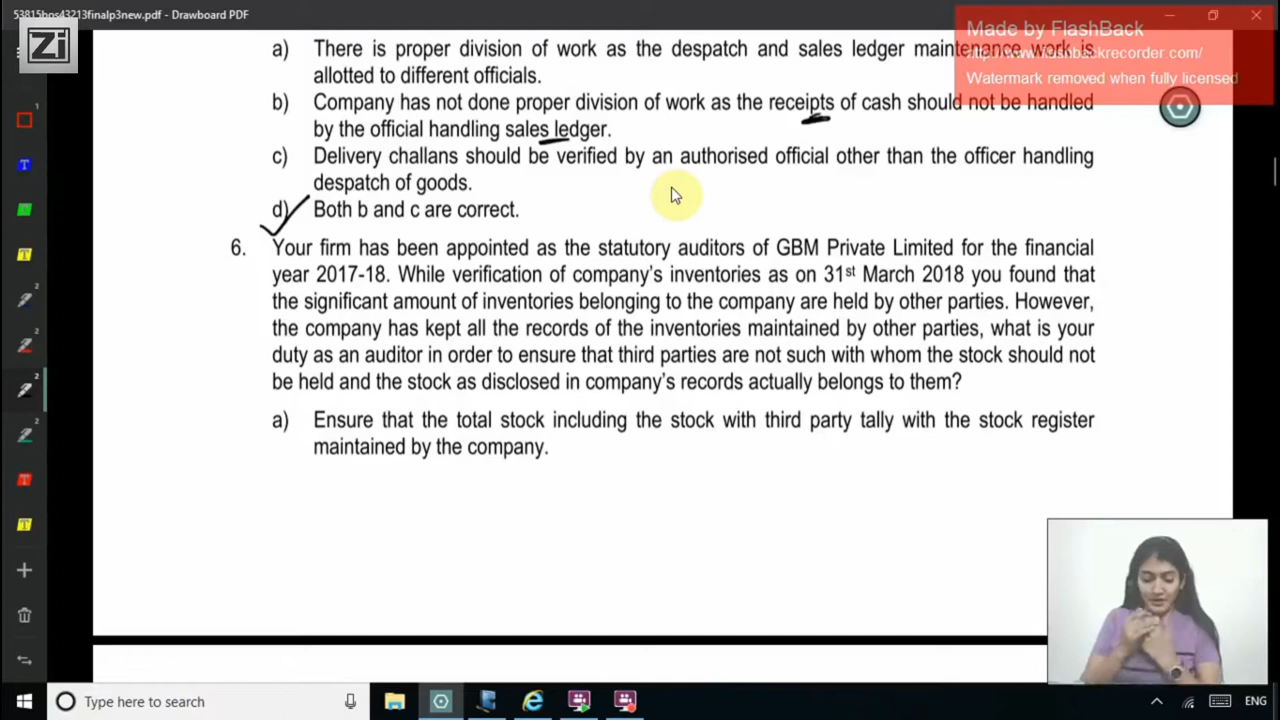 53815bos43213finalp3new.pdf - Drawboard PDF
Made by FlashBack
http://www.flashbackrecorder.com/
Watermark removed when fully licensed
Zi
a) There is proper division of work as the despatch and sales ledger maintenance work is
allotted to different officials.
b) Company has not done proper division of work as the receipts of cash should not be handled
by the official handling sales ledger.
c) Delivery challans should be verified by an authorised official other than the officer handling
despatch of goods.
d) Both b and c are correct.
6. Your firm has been appointed as the statutory auditors of GBM Private Limited for the financial
year 2017-18. While verification of company's inventories as on 31st March 2018 you found that
the significant amount of inventories belonging to the company are held by other parties. However,
the company has kept all the records of the inventories maintained by other parties, what is your
duty as an auditor in order to ensure that third parties are not such with whom the stock should not
be held and the stock as disclosed in company's records actually belongs to them?
a) Ensure that the total stock including the stock with third party tally with the stock register
maintained by the company.
Type here to search
ENG